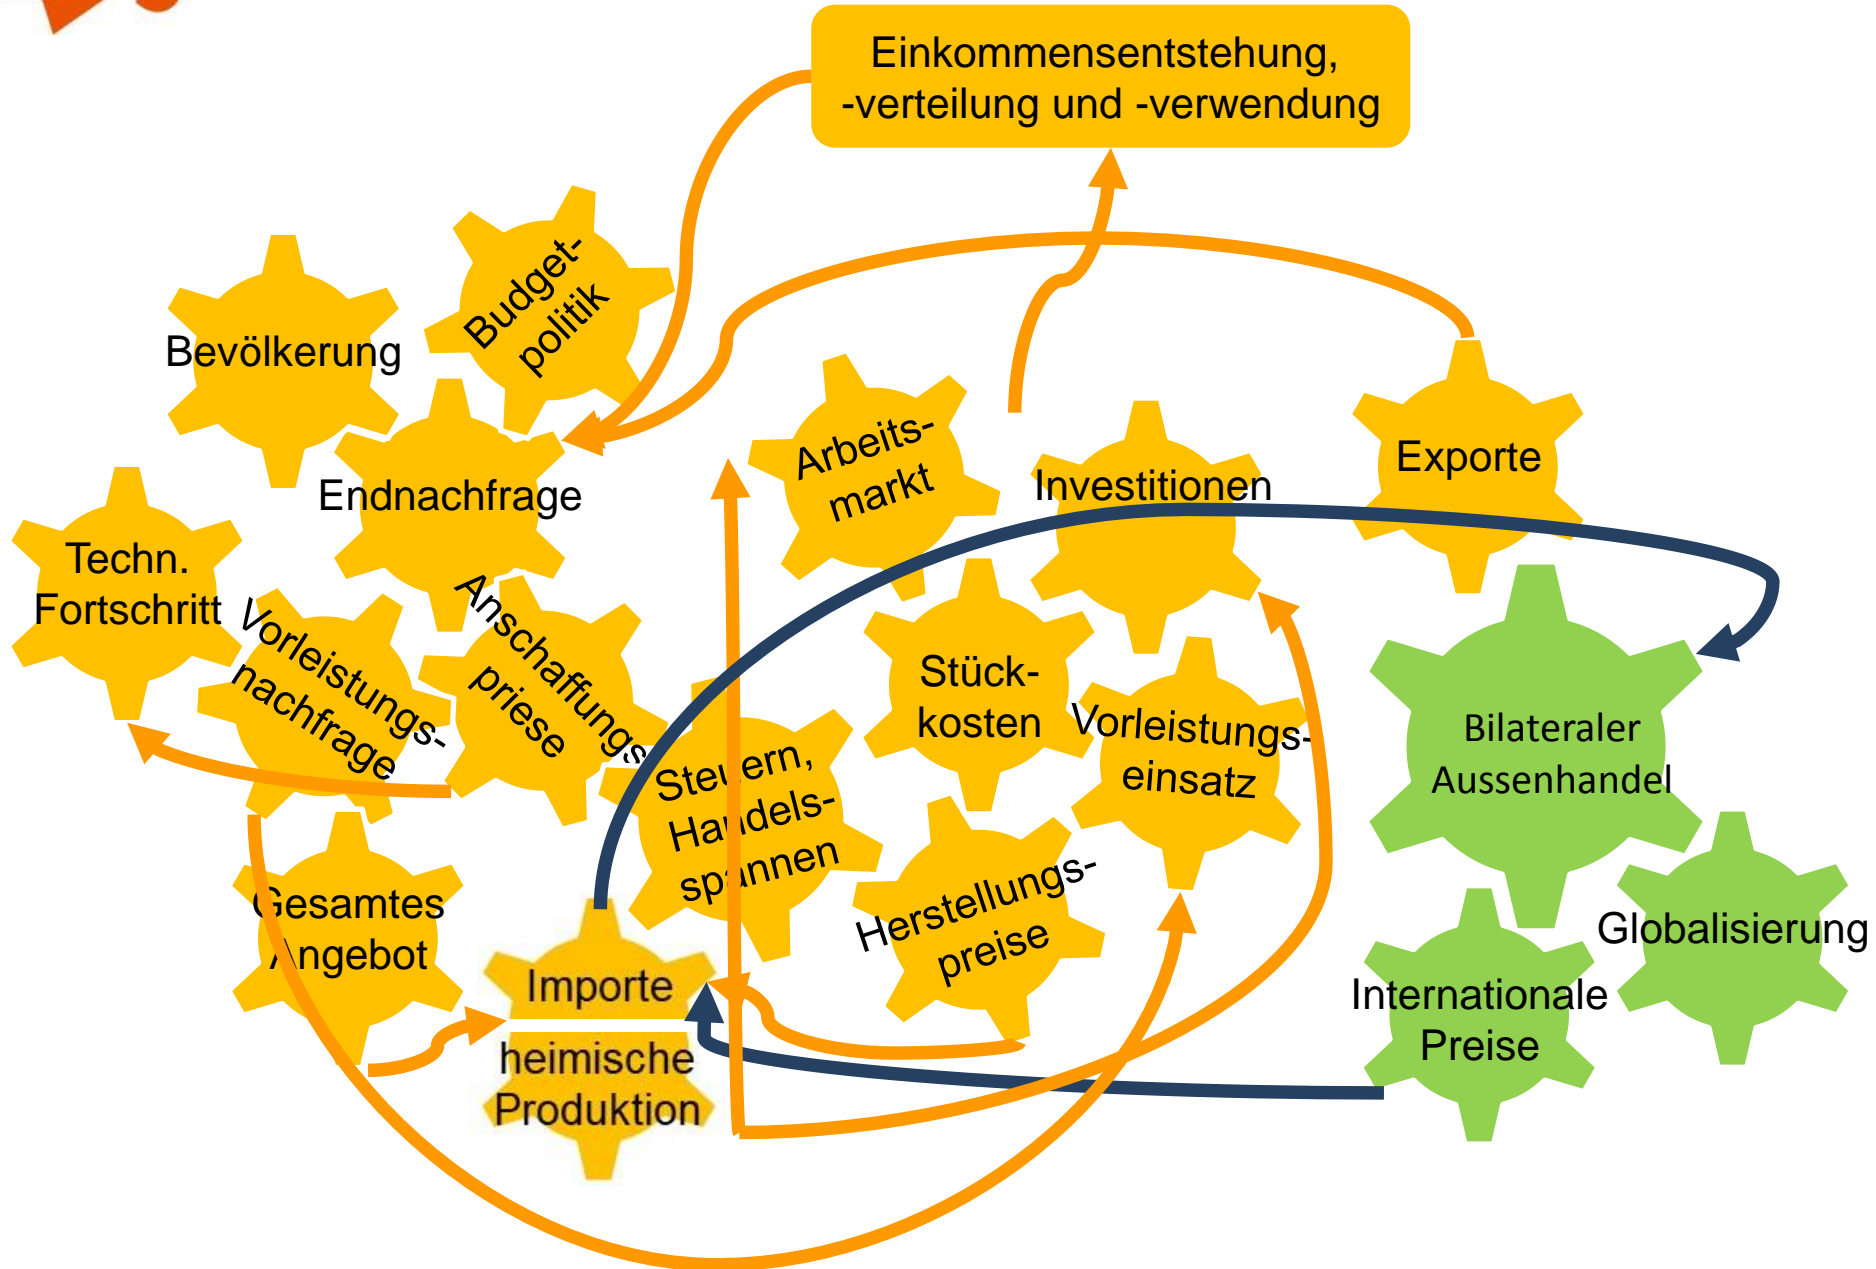 Einkommensentstehung,
-verteilung und -verwendung
Budget-
politik
Bevölkerung
Endnachfrage
Arbeits-
markt
Investitionen
Exporte
Techn.
Fortschritt
Vorleistungs-
nachfrage
Anschaffungs
priese
Steuern,
Handels-
spannen
Stück-
kosten
Vorleistungs-
einsatz
Bilateraler
Aussenhandel
Gesamtes
Angebot
Importe
heimische
Produktion
Herstellungs-
preise
Globalisierung
Internationale
Preise